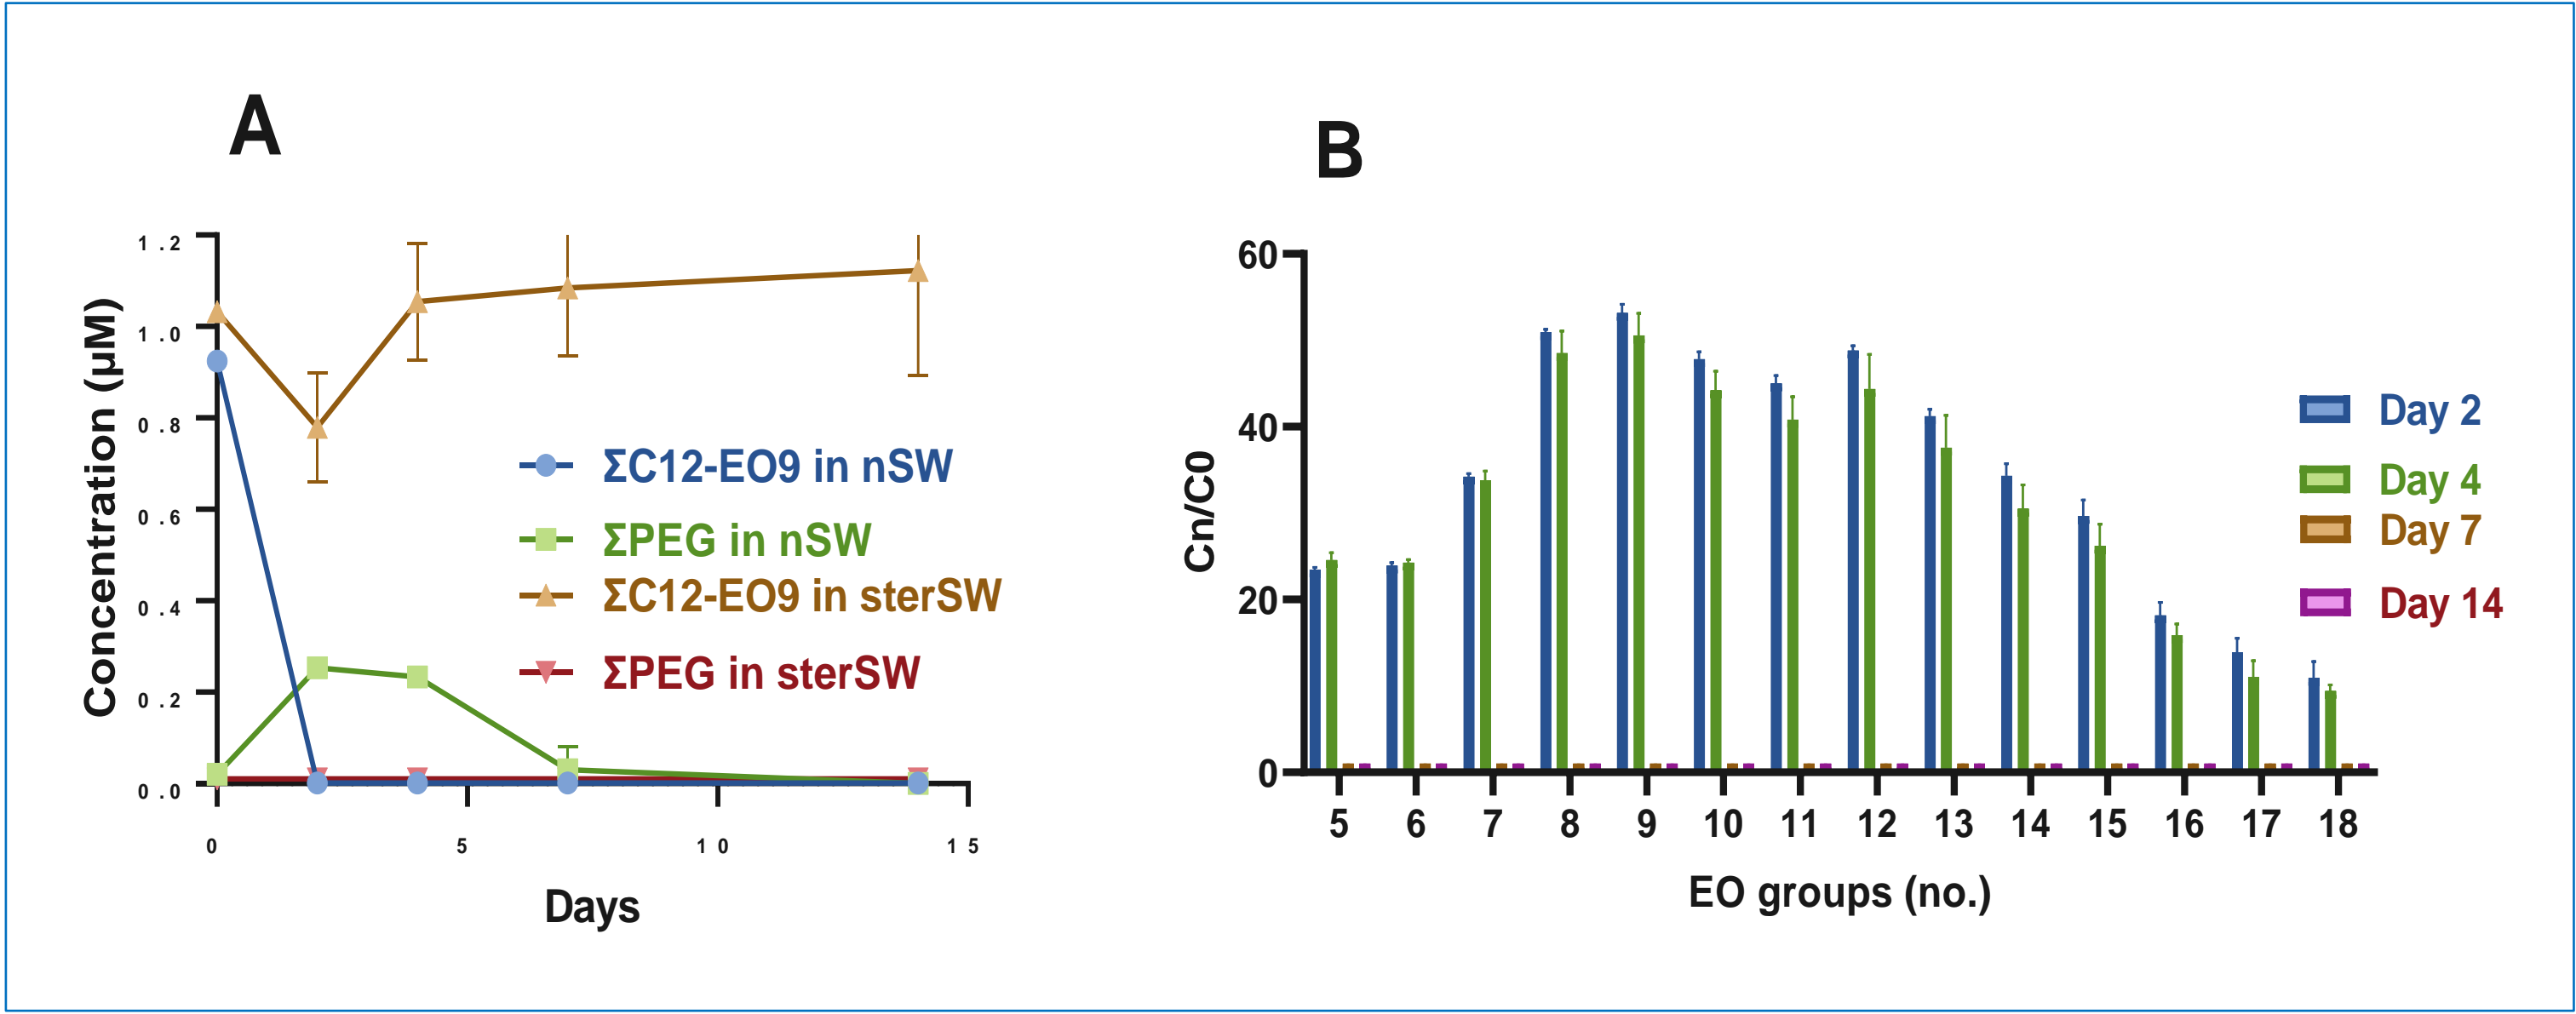 A
1.2
1.0
0.8
0.6
0.4
0.2
0.0
Concentration (µM)
0 5 10 15
Days
ΣC12-EO9 in nSW
ΣPEG in nSW
ΣC12-EO9 in sterSW
ΣPEG in sterSW
B
60
40
20
0
Cn/C0
5 6 7 8 9 10 11 12 13 14 15 16 17 18
EO groups (no.)
Day 2
Day 4
Day 7
Day 14